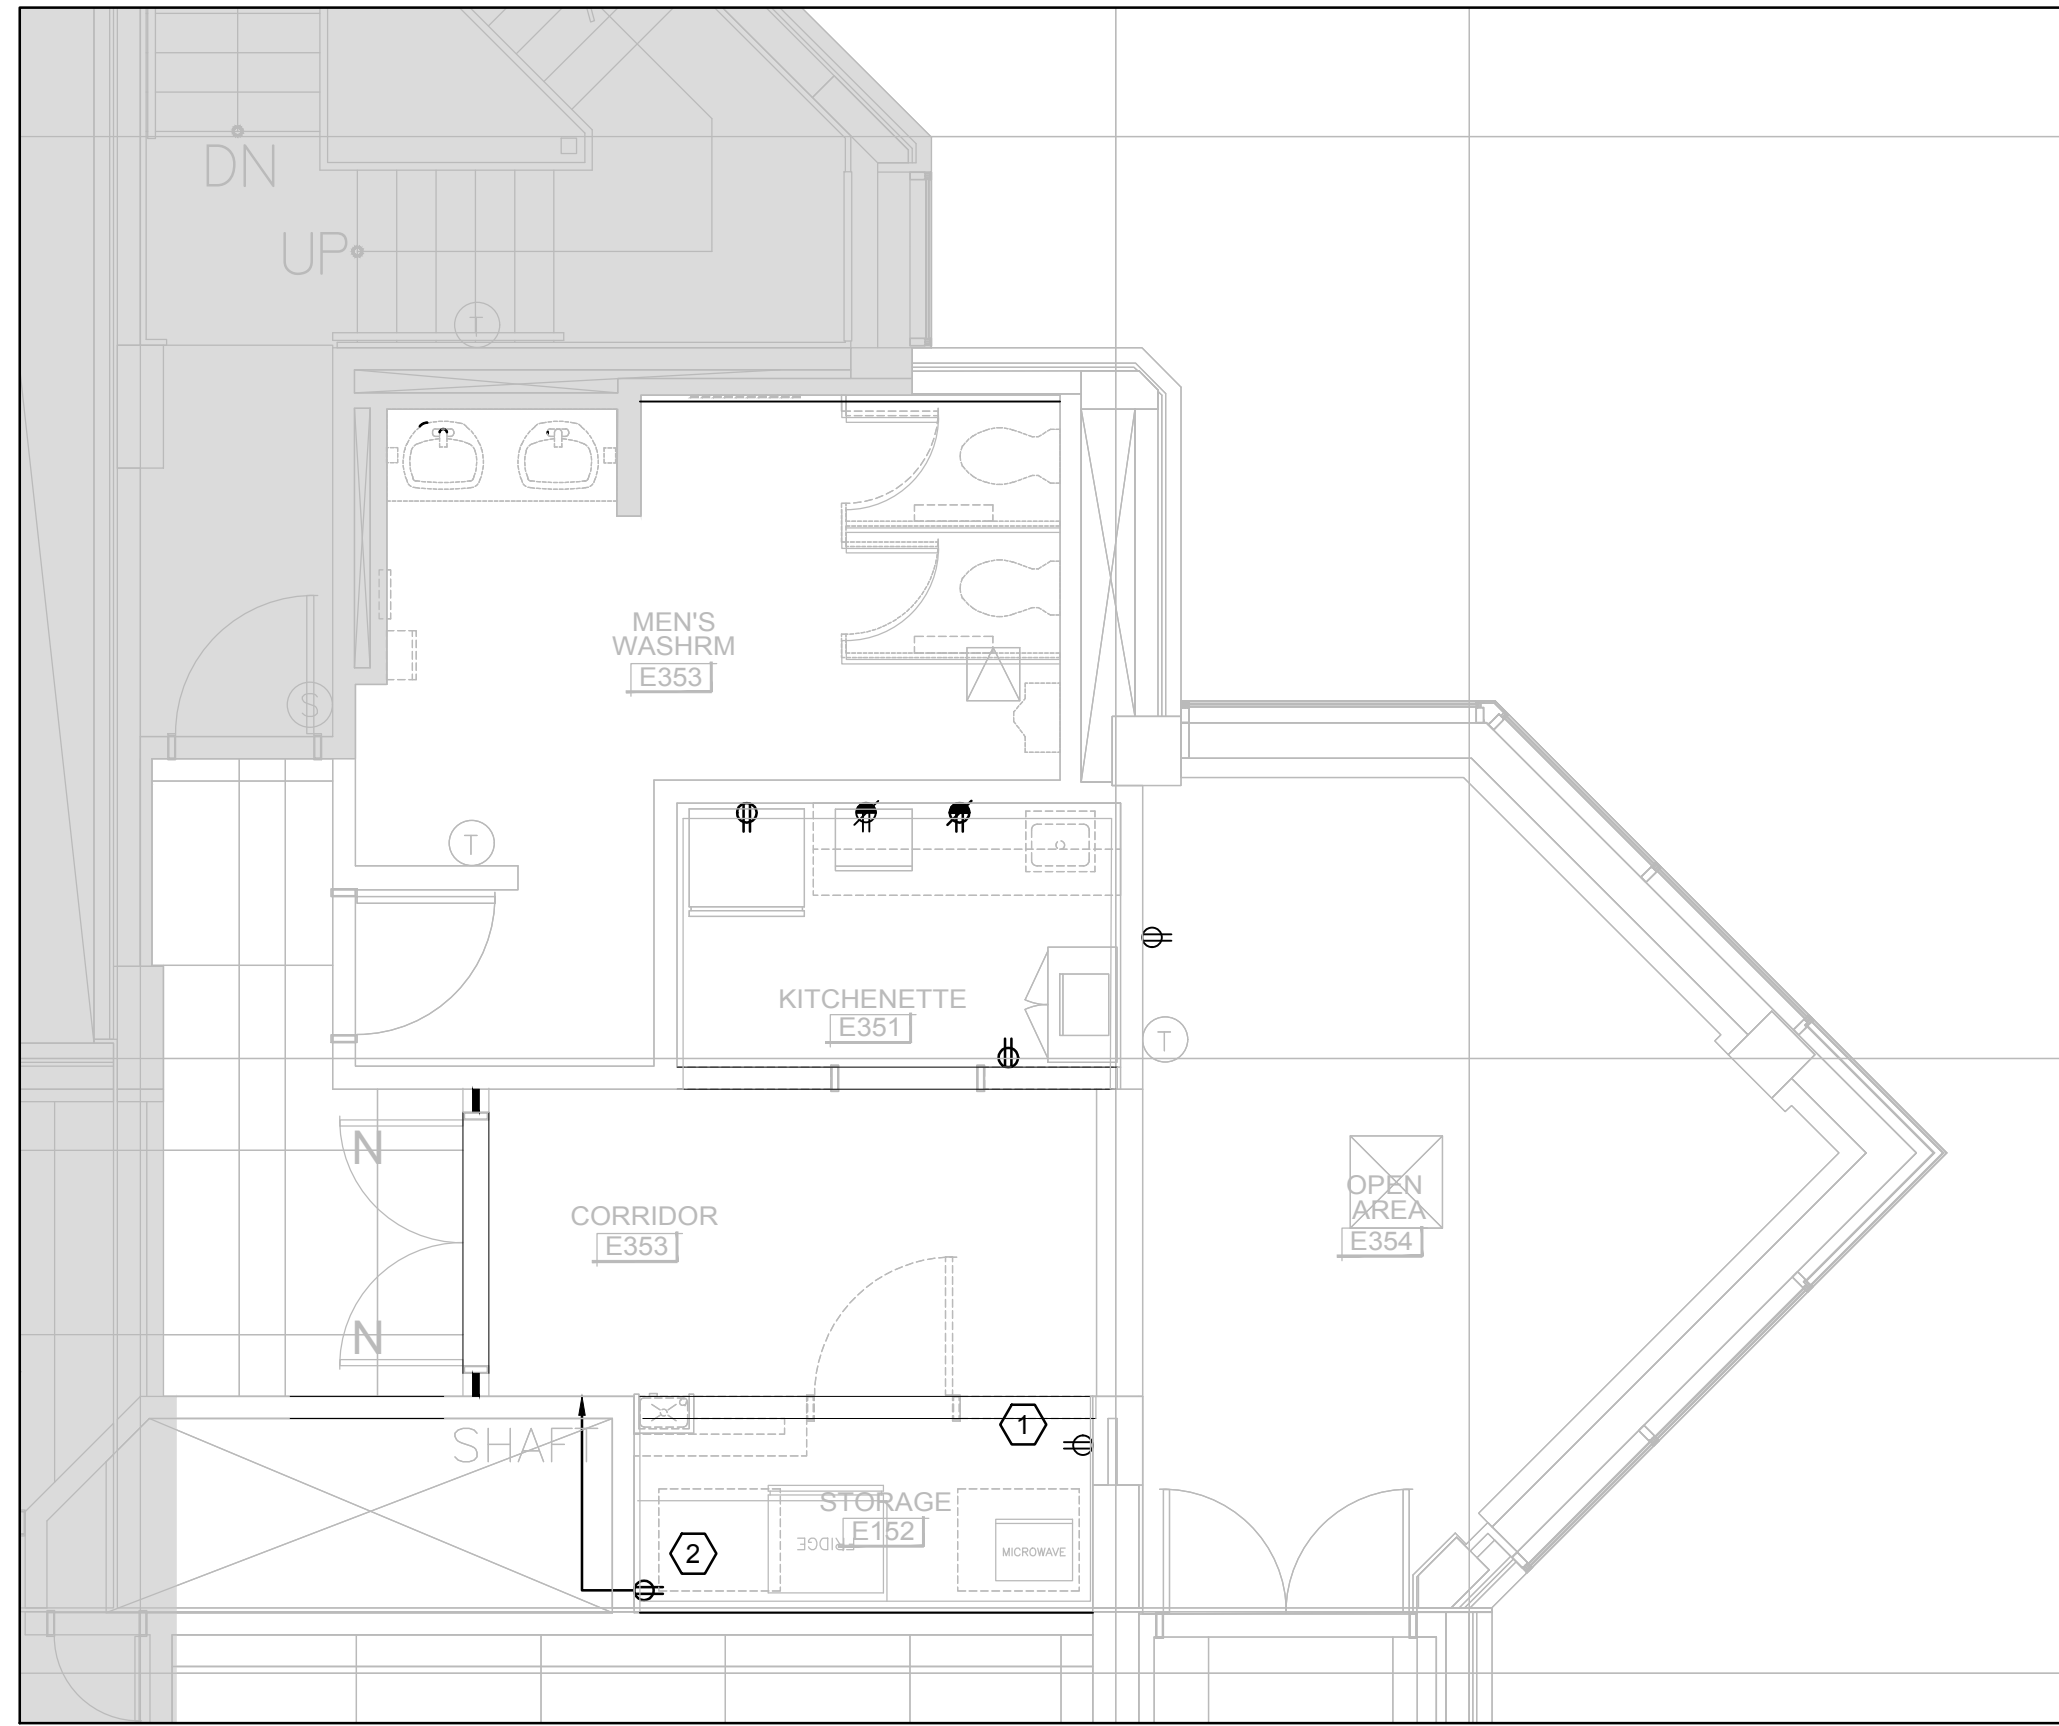 DN
UP
T
MEN'S
WASHRM
E353
S
T
KITCHENETTE
E351
T
N
CORRIDOR
E353
OPEN
AREA
E354
N
1
SHAFT
STORAGE
E152
2
FRIDGE
MICROWAVE